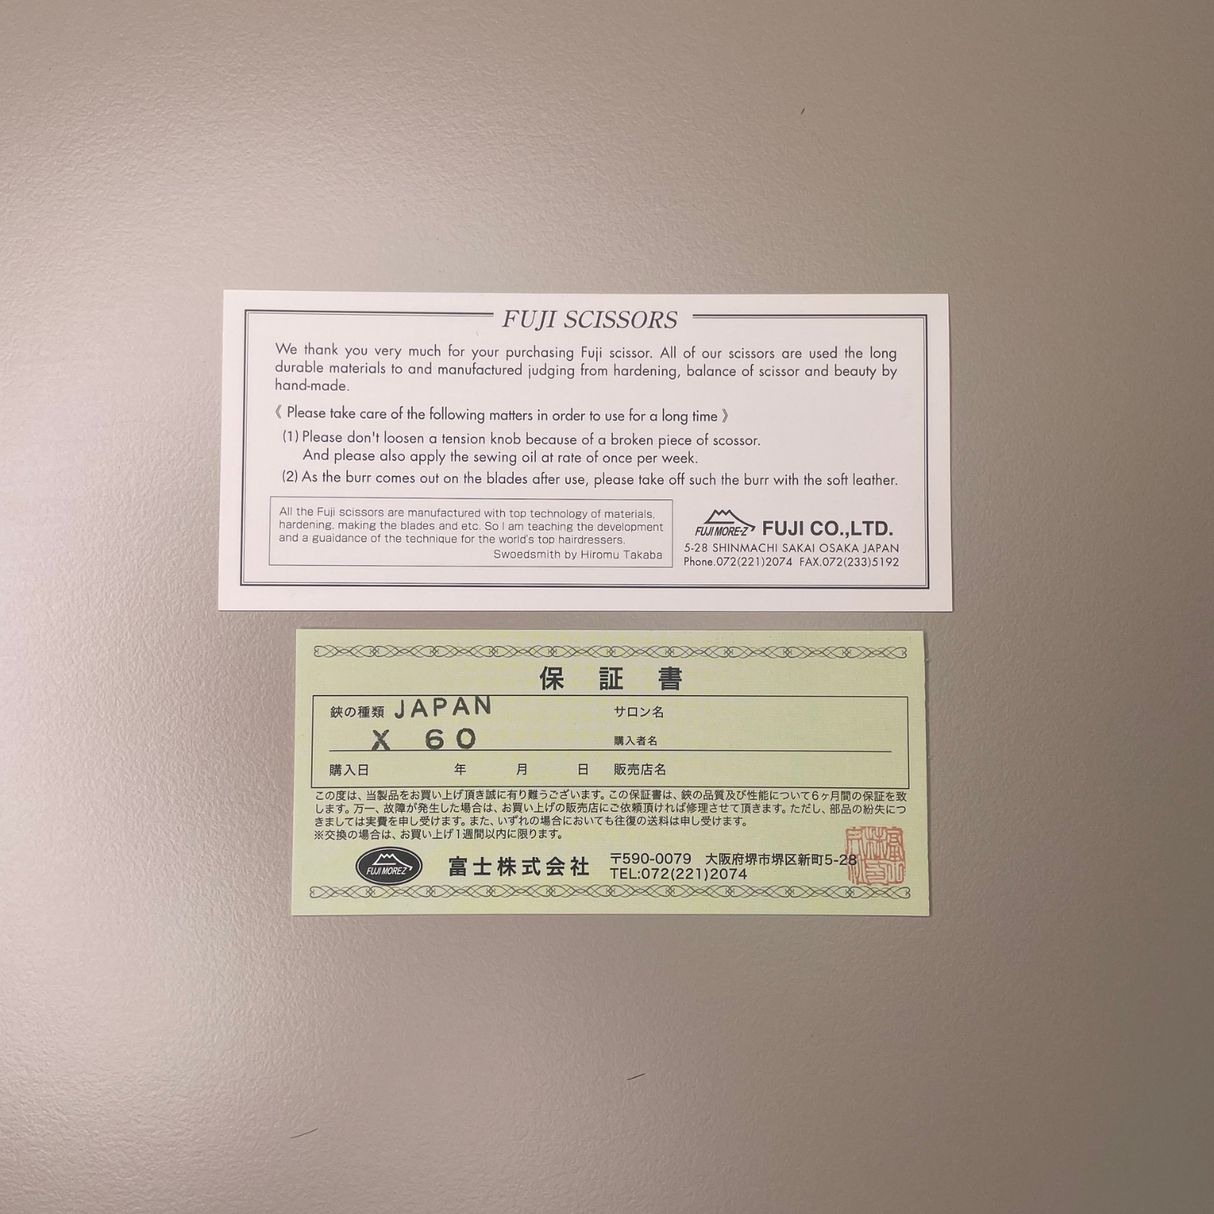 FUJI SCISSORS
We thank you very much for your purchasing Fuji scissor. All of our scissors are used the long
durable materials to and manufactured judging from hardening, balance of scissor and beauty by
hand-made.
《 Please take care of the following matters in order to use for a long time 》
(1) Please don't loosen a tension knob because of a broken piece of scossor.
And please also apply the sewing oil at rate of once per week.
(2) As the burr comes out on the blades after use, please take off such the burr with the soft leather.
All the Fuji scissors are manufactured with top technology of materials,
hardening, making the blades and etc. So I am teaching the development
and a guaidance of the technique for the world's top hairdressers.
Swoedsmith by Hiromu Takaba
FUJI MORE-Z FUJI CO.,LTD.
5-28 SHINMACHI SAKAI OSAKA JAPAN
Phone.072(221)2074 FAX.072(233)5192
保証書
鋏の種類 JAPAN サロン名
X 60 購入者名
購入日 年 月 日 販売店名
この度は、当製品をお買い上げ頂き誠に有り難うございます。この保証書は、鋏の品質及び性能について6ヶ月間の保証を致
します。万一、故障が発生した場合は、お買い上げの販売店にご依頼頂ければ修理させて頂きます。ただし、部品の紛失につ
きましては実費を申し受けます。また、いずれの場合においても往復の送料は申し受けます。
※交換の場合は、お買い上げ1週間以内に限ります。
FUJI MOREZ 富士株式会社 〒590-0079 大阪府堺市堺区新町5-28
TEL:072(221)2074